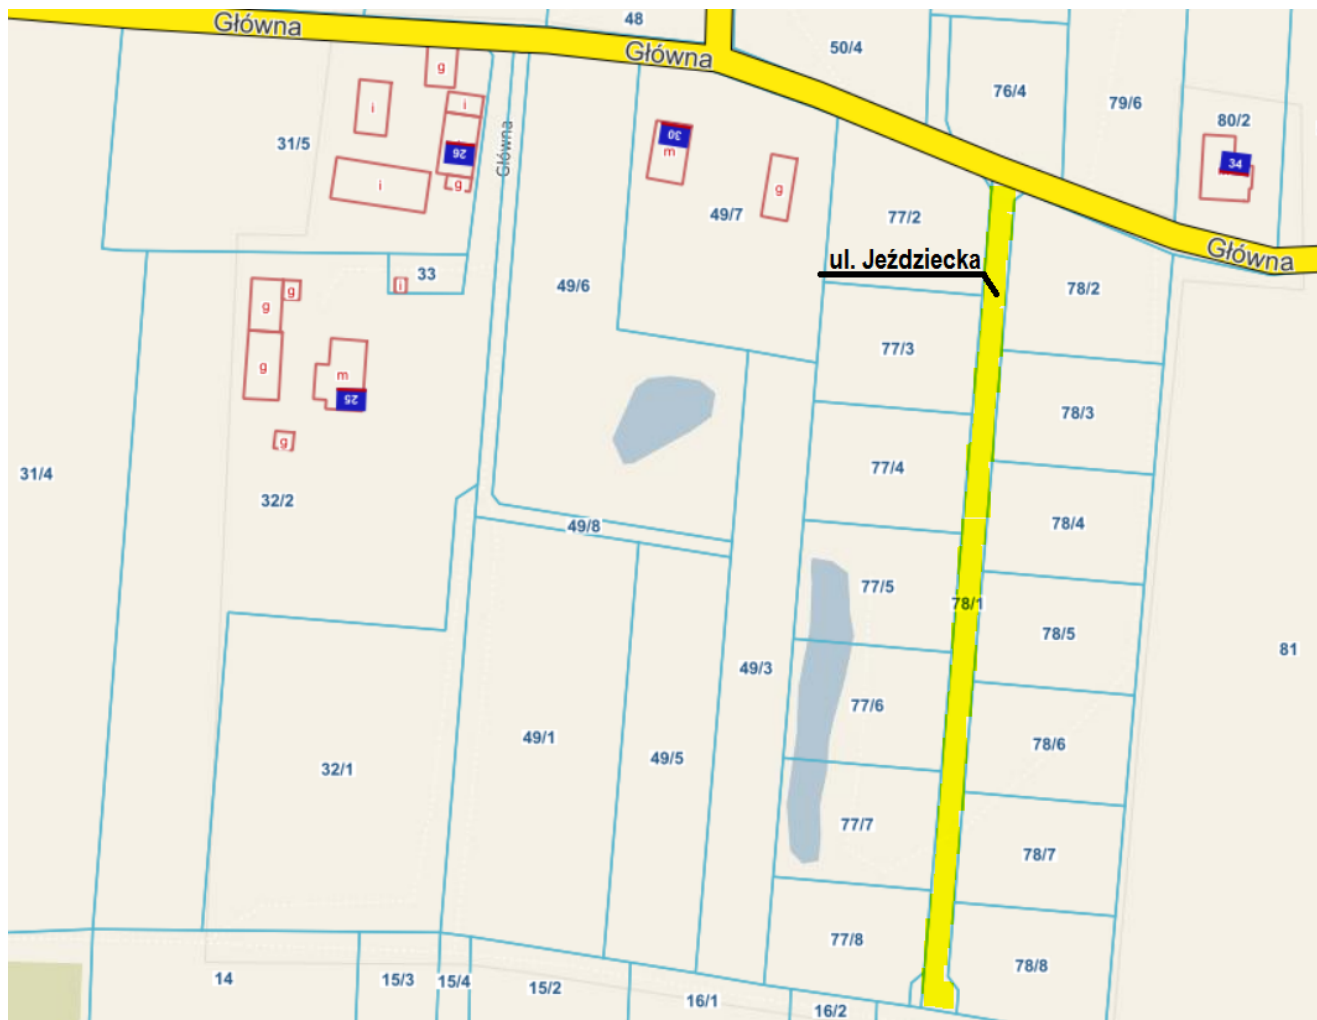 Główna
48
Główna
50/4
76/4
79/6
80/2
g
i
i
31/5
26
Główna
30
m
34
i
g
g
49/7
77/2
Główna
ul. Jeździecka
33
i
49/6
78/2
g
g
77/3
g
m
25
78/3
g
31/4
32/2
77/4
49/8
78/4
77/5
78/1
78/5
81
49/3
77/6
49/1
49/5
78/6
32/1
77/7
78/7
77/8
78/8
14
15/3
15/4
15/2
16/1
16/2